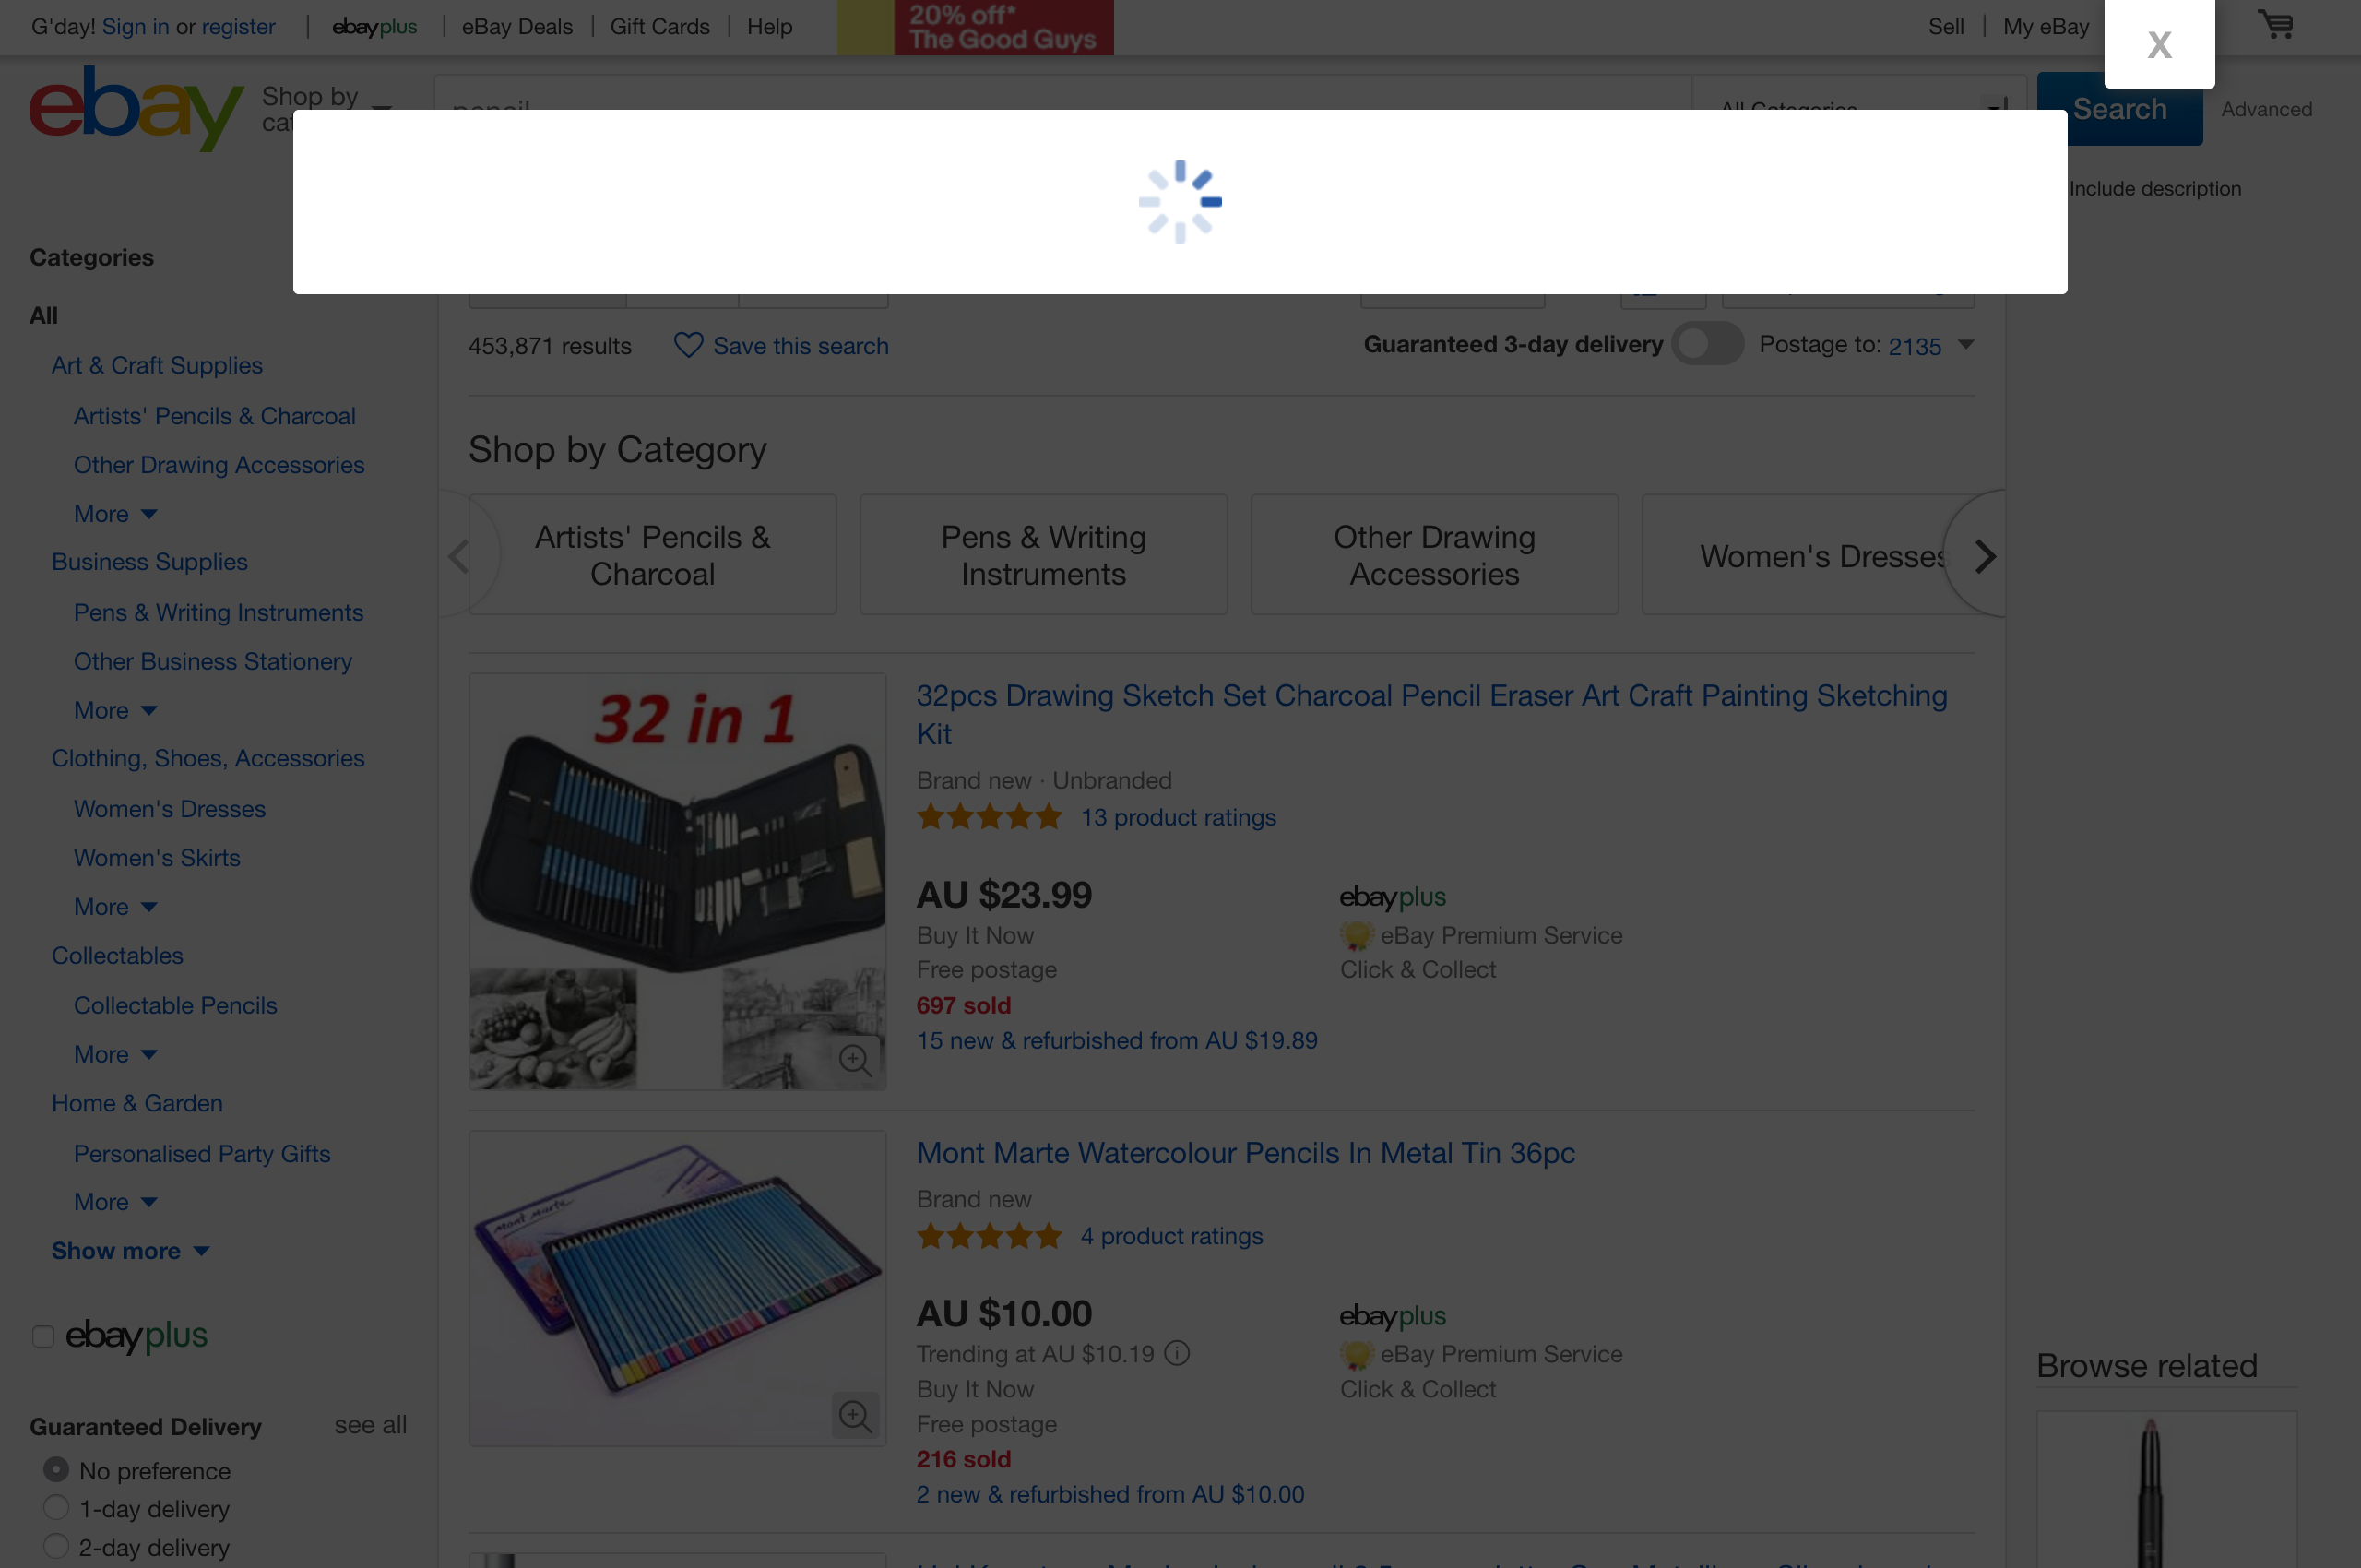 G'day! Sign in or register
ebayplus
eBay Deals
Gift Cards
Help
20% off*
The Good Guys
Sell
My eBay
X
ebay
Shop by
All Categories
Search
Advanced
Include description
Categories
All
Art & Craft Supplies
Artists' Pencils & Charcoal
Other Drawing Accessories
More
Business Supplies
Pens & Writing Instruments
Other Business Stationery
More
Clothing, Shoes, Accessories
Women's Dresses
Women's Skirts
More
Collectables
Collectable Pencils
More
Home & Garden
Personalised Party Gifts
More
Show more
ebayplus
Guaranteed Delivery
see all
No preference
1-day delivery
2-day delivery
453,871 results
Save this search
Guaranteed 3-day delivery
Postage to: 2135
Shop by Category
Artists' Pencils &
Charcoal
Pens & Writing
Instruments
Other Drawing
Accessories
Women's Dresses
32 in 1
32pcs Drawing Sketch Set Charcoal Pencil Eraser Art Craft Painting Sketching
Kit
Brand new · Unbranded
13 product ratings
AU $23.99
Buy It Now
Free postage
697 sold
15 new & refurbished from AU $19.89
ebayplus
eBay Premium Service
Click & Collect
Mont Marte
Mont Marte Watercolour Pencils In Metal Tin 36pc
Brand new
4 product ratings
AU $10.00
Trending at AU $10.19
Buy It Now
Free postage
216 sold
2 new & refurbished from AU $10.00
ebayplus
eBay Premium Service
Click & Collect
Browse related